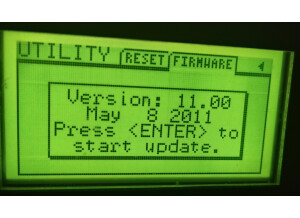 UTILITY RESET FIRMWARE
Version: 11.00
May 8 2011
Press <ENTER> to
start update.